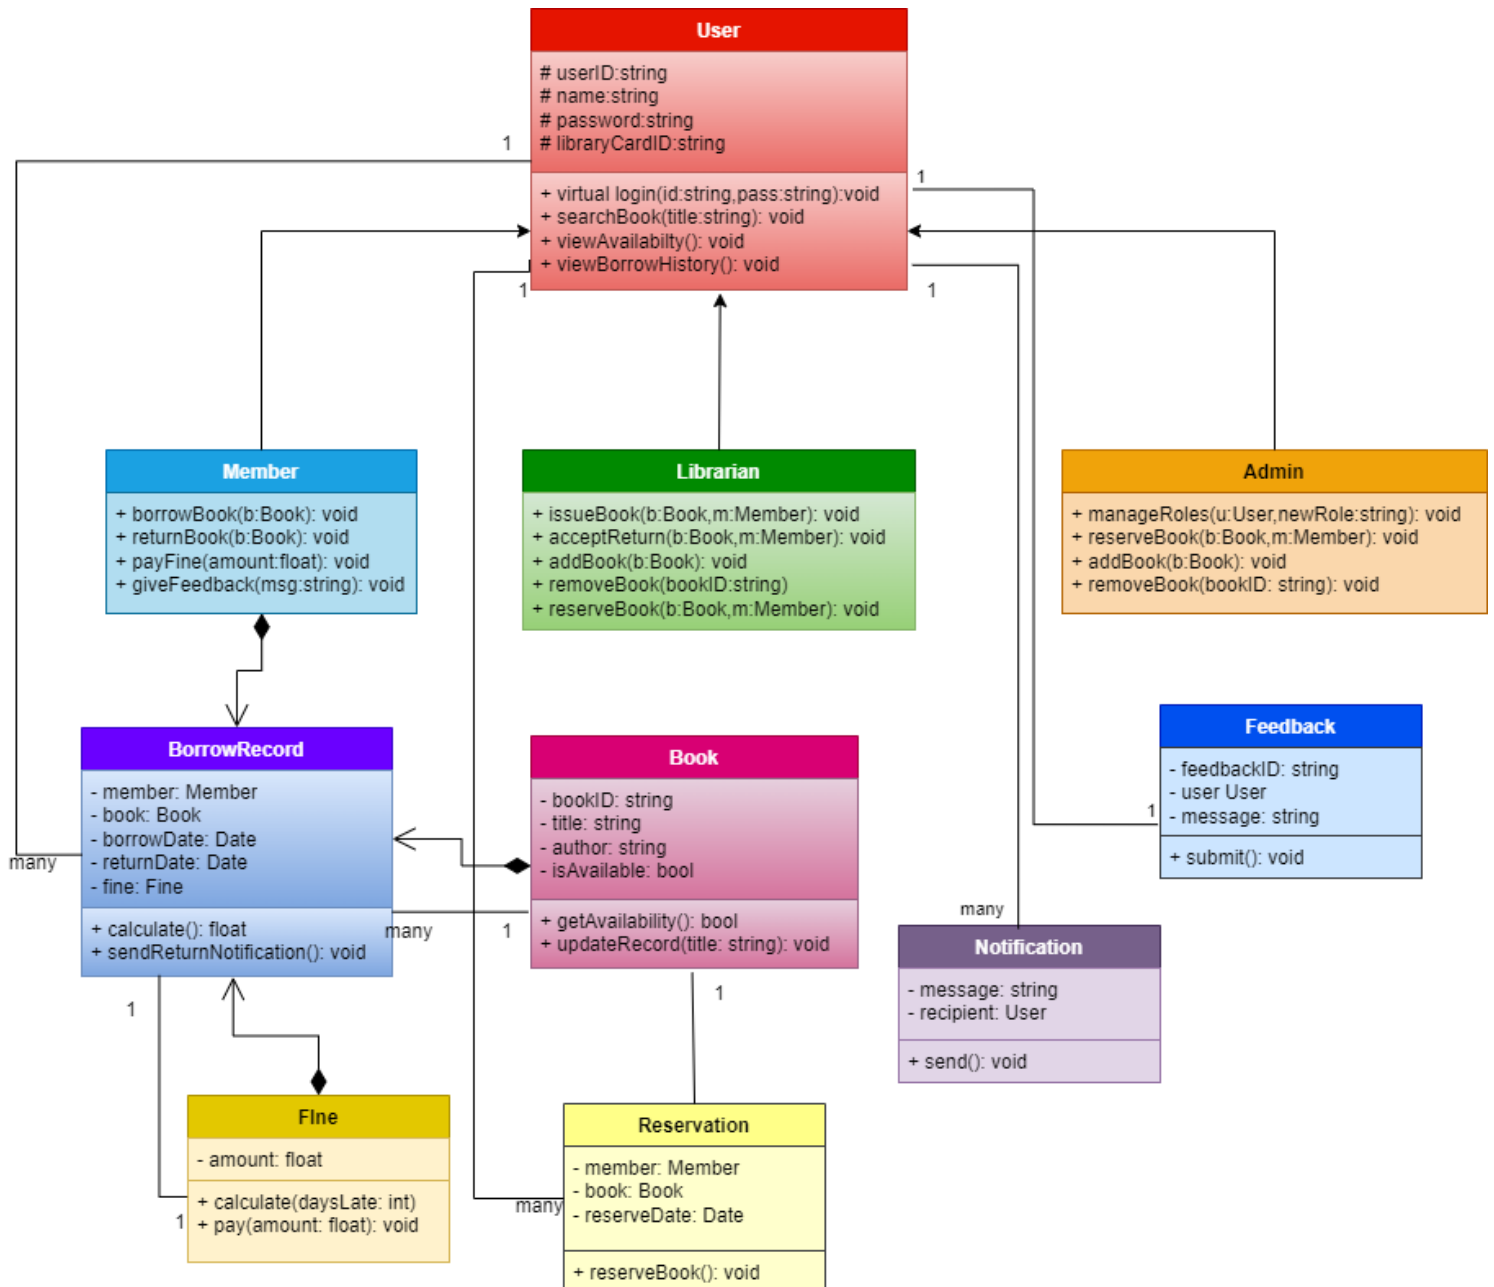 User
# userID:string
# name:string
# password:string
# libraryCardID:string
+ virtual login(id:string,pass:string):void
+ searchBook(title:string): void
+ viewAvailabilty(): void
+ viewBorrowHistory(): void
1
1
1
1
Member
+ borrowBook(b:Book): void
+ returnBook(b:Book): void
+ payFine(amount:float): void
+ giveFeedback(msg:string): void
Librarian
+ issueBook(b:Book,m:Member): void
+ acceptReturn(b:Book,m:Member): void
+ addBook(b:Book): void
+ removeBook(bookID:string)
+ reserveBook(b:Book,m:Member): void
Admin
+ manageRoles(u:User,newRole:string): void
+ reserveBook(b:Book,m:Member): void
+ addBook(b:Book): void
+ removeBook(bookID: string): void
BorrowRecord
- member: Member
- book: Book
- borrowDate: Date
- returnDate: Date
- fine: Fine
+ calculate(): float
+ sendReturnNotification(): void
many
many
1
1
Book
- bookID: string
- title: string
- author: string
- isAvailable: bool
+ getAvailability(): bool
+ updateRecord(title: string): void
1
Feedback
- feedbackID: string
- user User
- message: string
+ submit(): void
1
many
Notification
- message: string
- recipient: User
+ send(): void
FIne
- amount: float
+ calculate(daysLate: int)
+ pay(amount: float): void
1
many
Reservation
- member: Member
- book: Book
- reserveDate: Date
+ reserveBook(): void